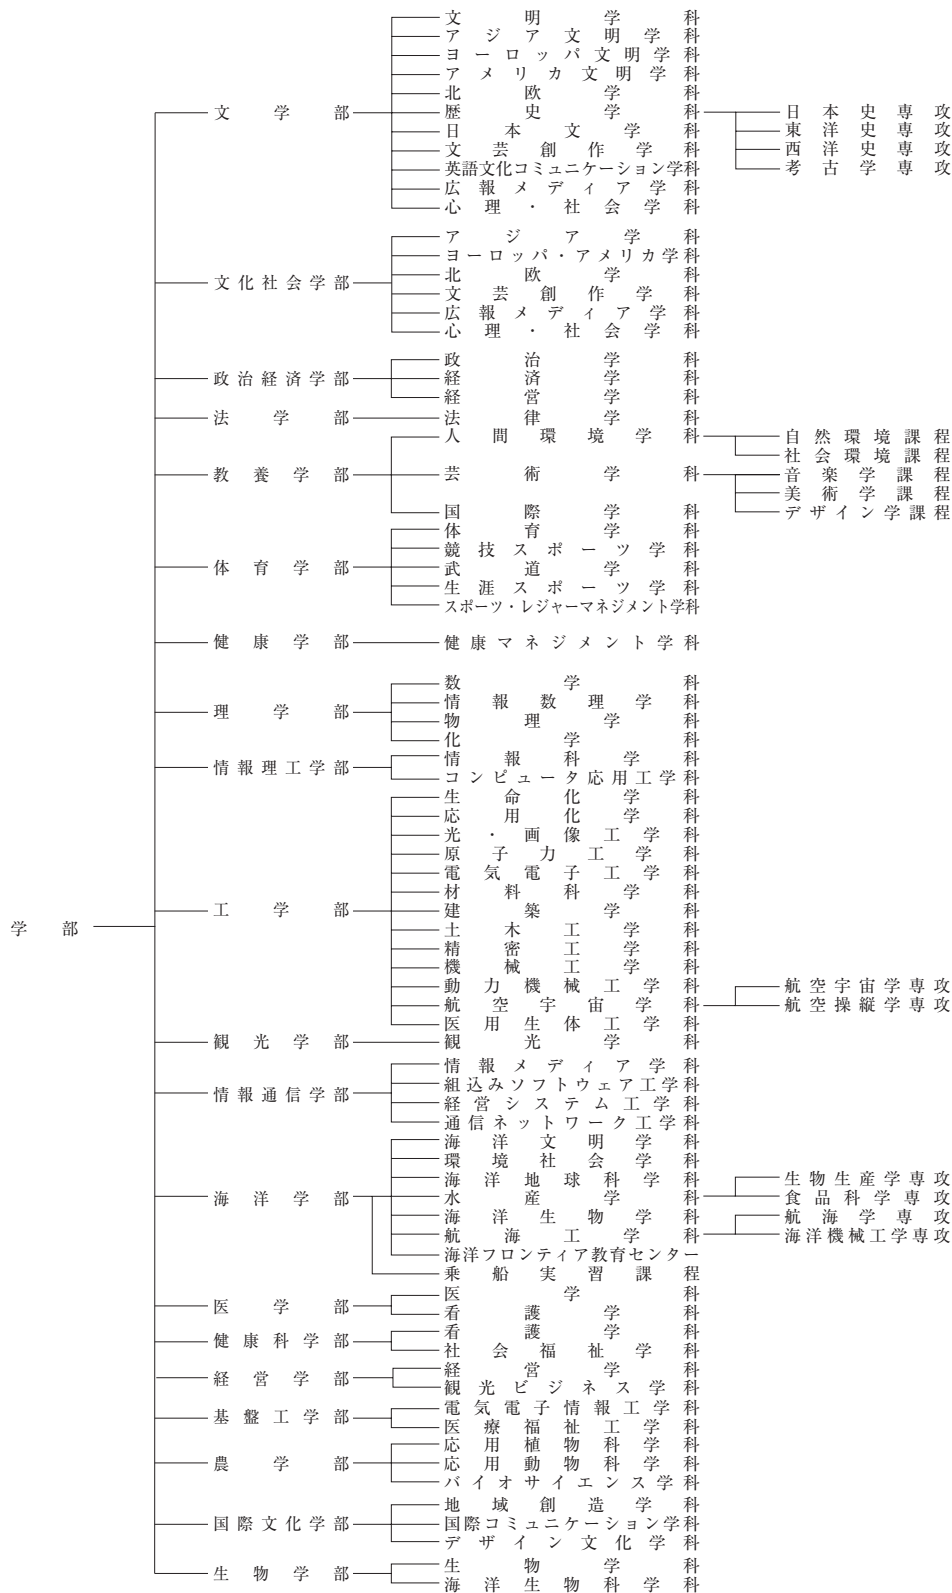 文明学科
アジア文明学科
ヨーロッパ文明学科
アメリカ文明学科
北欧学科
文学部 歴史学科 日本史専攻
日本文学科 東洋史専攻
文芸創作学科 西洋史専攻
英語文化コミュニケーション学科 考古学専攻
広報メディア学科
心理・社会学科
アジア学科
ヨーロッパ・アメリカ学科
文化社会学部 北欧学科
文芸創作学科
広報メディア学科
心理・社会学科
政治学科
政治経済学部 経済学科
経営学科
法学部 法律学科
人間環境学科 自然環境課程
社会環境課程
教養学部 芸術学科 音楽学課程
美術学課程
国際学科 デザイン学課程
体育学科
競技スポーツ学科
体育学部 武道学科
生涯スポーツ学科
スポーツ・レジャーマネジメント学科
健康学部 健康マネジメント学科
数学科
情報数理学科
理学部 物理学科
化学科
情報理工学部 情報科学科
コンピュータ応用工学科
生命化学科
応用化学科
光・画像工学科
原子力工学科
電気電子工学科
材料科学科
工学部 建築学科
学部 土木工学科
精密工学科
機械工学科
動力機械工学科 航空宇宙学専攻
航空宇宙学科 航空操縦学専攻
医用生体工学科
観光学部 観光学科
情報メディア学科
情報通信学部 組込みソフトウェア工学科
経営システム工学科
通信ネットワーク工学科
海洋文明学科
環境社会学科
海洋地球科学科 生物生産学専攻
海洋学部 水産学科 食品科学専攻
海洋生物学科 航海学専攻
航海工学科 海洋機械工学専攻
海洋フロンティア教育センター
乗船実習課程
医学部 医学科
看護学科
健康科学部 看護学科
社会福祉学科
経営学部 経営学科
観光ビジネス学科
基盤工学部 電気電子情報工学科
医療福祉工学科
応用植物科学科
農学部 応用動物科学科
バイオサイエンス学科
地域創造学科
国際文化学部 国際コミュニケーション学科
デザイン文化学科
生物学部 生物学科
海洋生物科学科